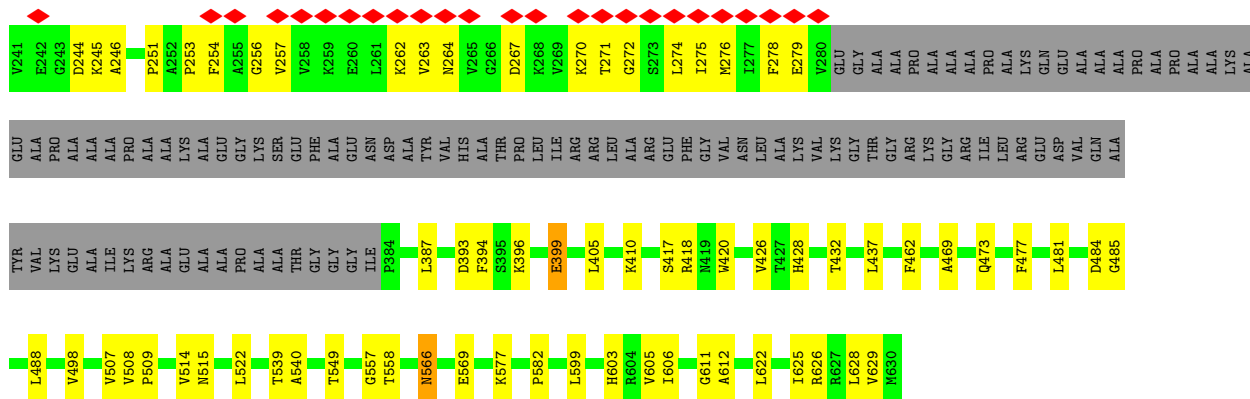 V241 E242 G243 D244 K245 A246 P251 A252 P253 F254 A255 G256 V257 V258 K259 E260 L261 K262 V263 N264 V265 G266 D267 K268 V269 K270 T271 G272 S273 L274 I275 M276 I277 F278 E279 V280 GLU GLY ALA ALA PRO ALA ALA ALA PRO ALA LYS GLN GLU ALA ALA ALA PRO ALA PRO ALA ALA LYS ALA
GLU ALA PRO ALA ALA ALA PRO ALA ALA LYS ALA GLU GLY LYS SER GLU PHE ALA GLU ASN ASP ALA TYR VAL HIS ALA THR PRO LEU ILE ARG ARG LEU ALA ARG GLU PHE GLY VAL ASN LEU ALA LYS VAL LYS GLY THR GLY ARG LYS GLY ARG ILE LEU ARG GLU ASP VAL GLN ALA
TYR VAL LYS GLU ALA ILE LYS ARG ALA GLU ALA ALA PRO ALA ALA THR GLY GLY GLY ILE P384 L387 D393 F394 S395 K396 E399 L405 K410 S417 R418 N419 W420 V426 T427 H428 T432 L437 F462 A469 Q473 F477 L481 D484 G485
L488 V498 V507 V508 P509 V514 N515 L522 T539 A540 T549 G557 T558 N566 E569 K577 P582 L599 H603 R604 V605 I606 G611 A612 L622 I625 R626 R627 L628 V629 M630